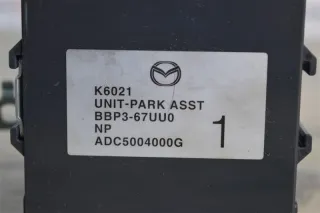 K6021
UNIT-PARK ASST
BBP3-67UU0
NP
ADC5004000G
1